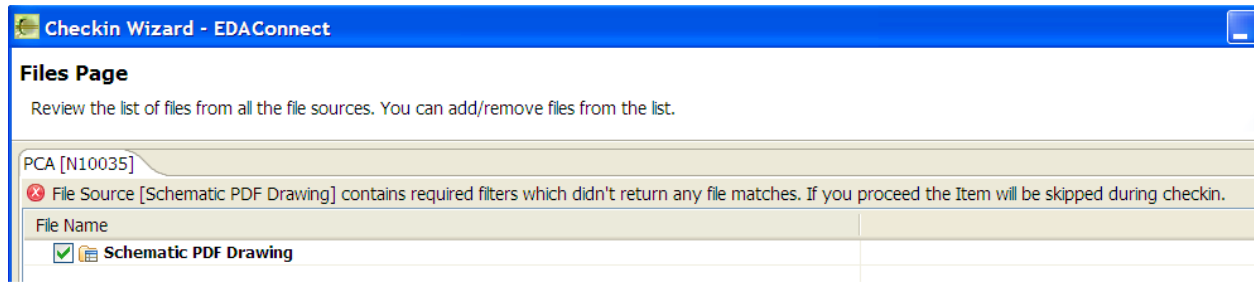 Checkin Wizard - EDAConnect
Files Page
Review the list of files from all the file sources. You can add/remove files from the list.
PCA [N10035]
File Source [Schematic PDF Drawing] contains required filters which didn't return any file matches. If you proceed the Item will be skipped during checkin.
File Name
Schematic PDF Drawing